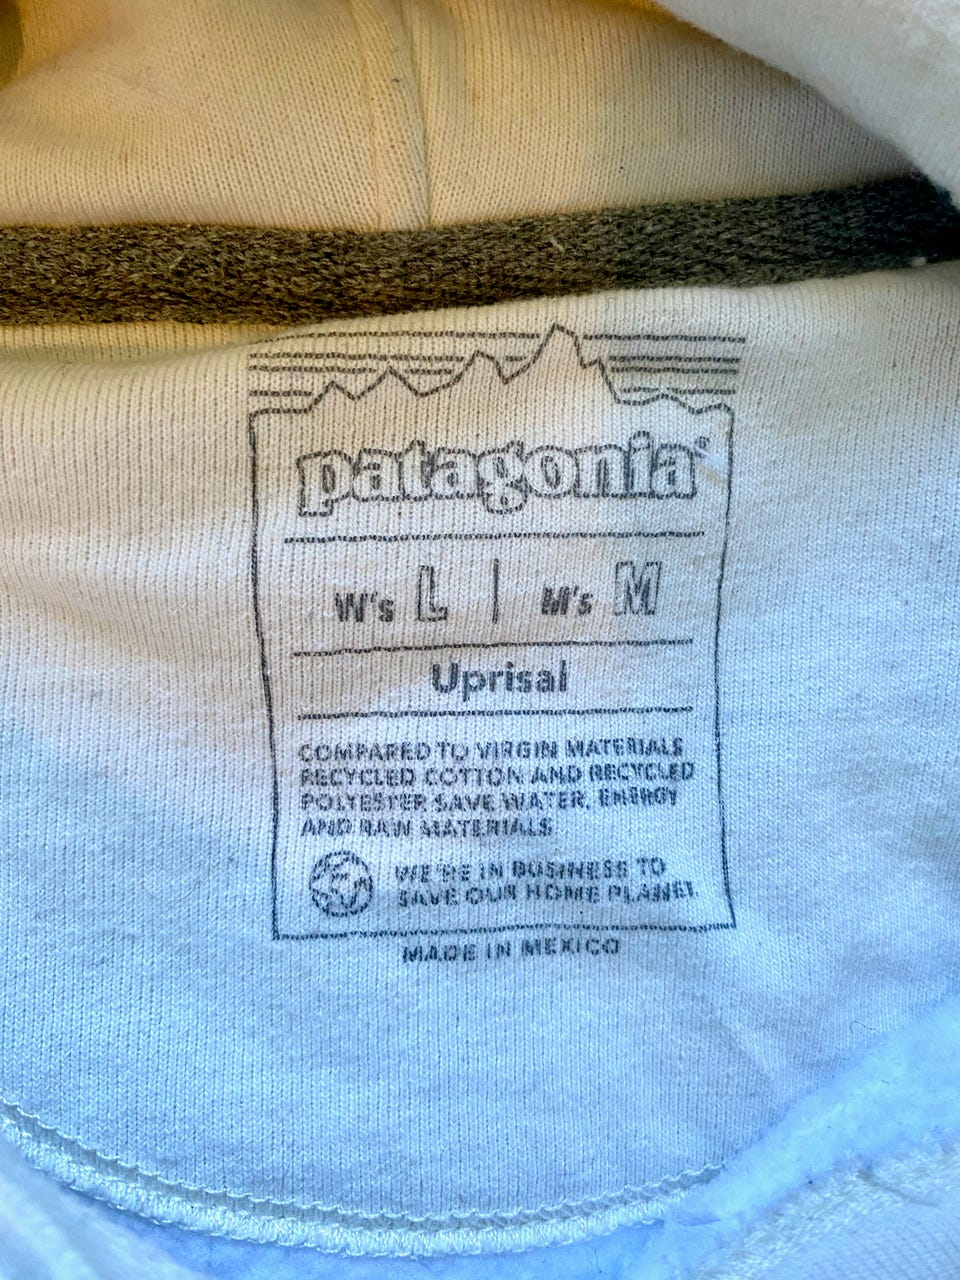 patagonia®
W's L | M's M
Uprisal
COMPARED TO VIRGIN MATERIALS
RECYCLED COTTON AND RECYCLED
POLYESTER SAVE WATER, ENERGY
AND RAW MATERIALS
WE'RE IN BUSINESS TO
SAVE OUR HOME PLANET.
MADE IN MEXICO